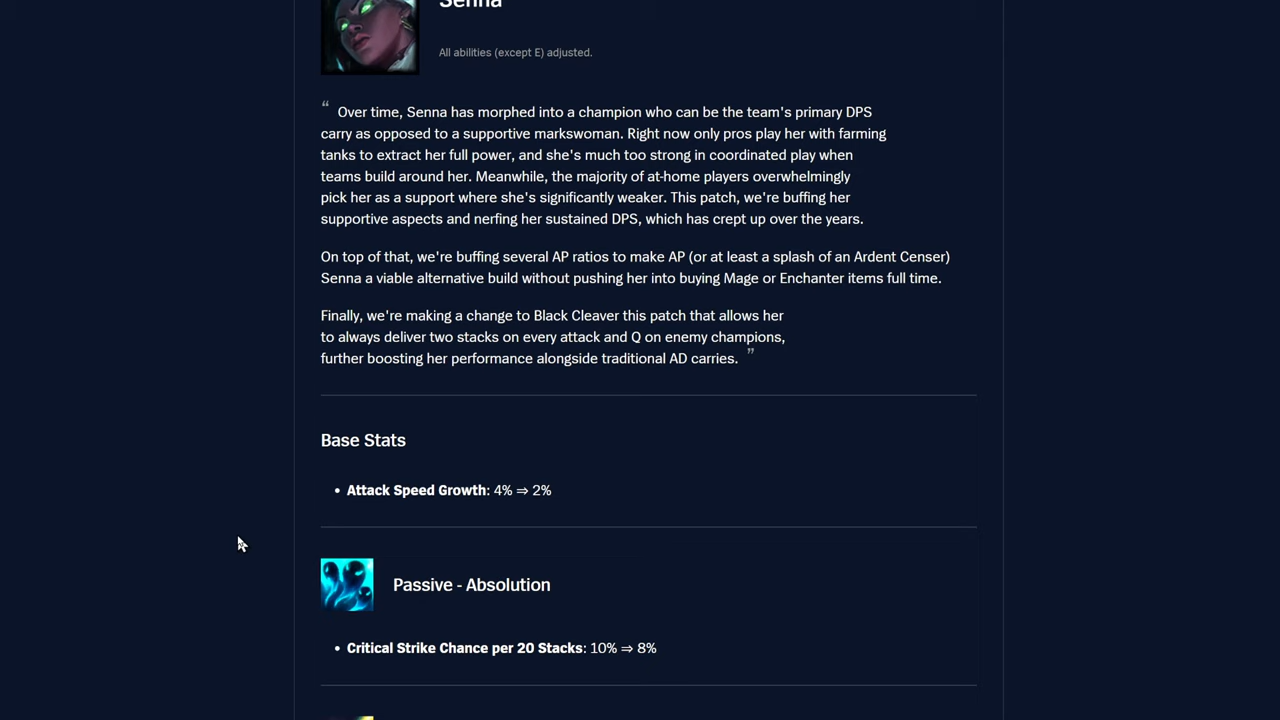 Senna
All abilities (except E) adjusted.
“ Over time, Senna has morphed into a champion who can be the team's primary DPS
carry as opposed to a supportive markswoman. Right now only pros play her with farming
tanks to extract her full power, and she's much too strong in coordinated play when
teams build around her. Meanwhile, the majority of at-home players overwhelmingly
pick her as a support where she's significantly weaker. This patch, we're buffing her
supportive aspects and nerfing her sustained DPS, which has crept up over the years.
On top of that, we're buffing several AP ratios to make AP (or at least a splash of an Ardent Censer)
Senna a viable alternative build without pushing her into buying Mage or Enchanter items full time.
Finally, we're making a change to Black Cleaver this patch that allows her
to always deliver two stacks on every attack and Q on enemy champions,
further boosting her performance alongside traditional AD carries. ”
Base Stats
• Attack Speed Growth: 4% ⇒ 2%
Passive - Absolution
• Critical Strike Chance per 20 Stacks: 10% ⇒ 8%